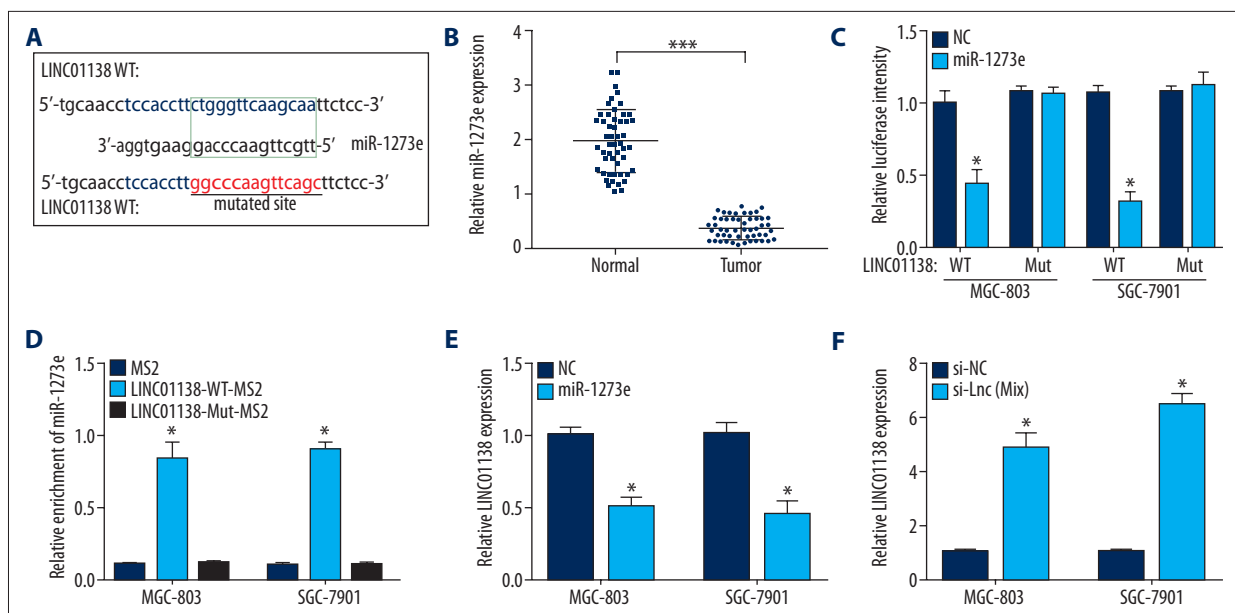 A
LINC01138 WT:
5′-tgcaacctccaccttctgggttcaagcaattctcc-3′
3′-aggtgaaggacccaagttcgtt-5′ miR-1273e
5′-tgcaacctccaccttggcccaagttcagcttctcc-3′
LINC01138 WT: mutated site
B
Relative miR-1273e expression
4
3
2
1
0
***
Normal Tumor
C
NC
miR-1273e
Relative luciferase intensity
1.5
1.0
0.5
0.0
* *
LINC01138: WT Mut WT Mut
MGC-803 SGC-7901
D
MS2
LINC01138-WT-MS2
LINC01138-Mut-MS2
Relative enrichment of miR-1273e
1.5
1.0
0.5
0.0
* *
MGC-803 SGC-7901
E
NC
miR-1273e
Relative LINC01138 expression
1.5
1.0
0.5
0.0
* *
MGC-803 SGC-7901
F
si-NC
si-Lnc (Mix)
Relative LINC01138 expression
8
6
4
2
0
* *
MGC-803 SGC-7901